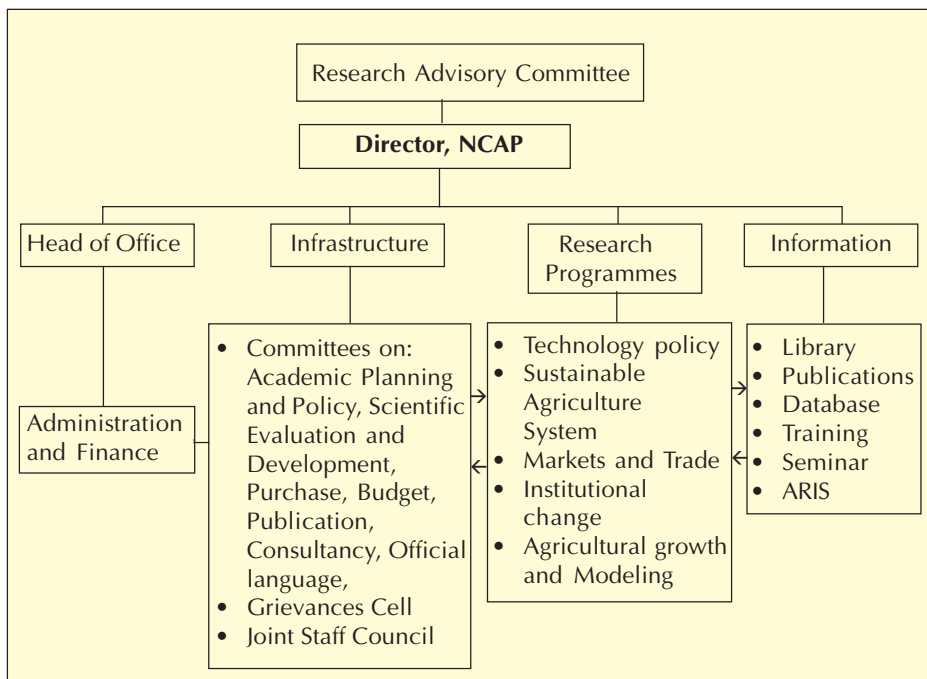 Research Advisory Committee
Director, NCAP
Head of Office
Infrastructure
Research
Programmes
Information
Administration
and Finance
• Committees on:
Academic Planning
and Policy, Scientific
Evaluation and
Development,
Purchase, Budget,
Publication,
Consultancy, Official
language,
• Grievances Cell
• Joint Staff Council
• Technology policy
• Sustainable
Agriculture
System
• Markets and Trade
• Institutional
change
• Agricultural growth
and Modeling
• Library
• Publications
• Database
• Training
• Seminar
• ARIS